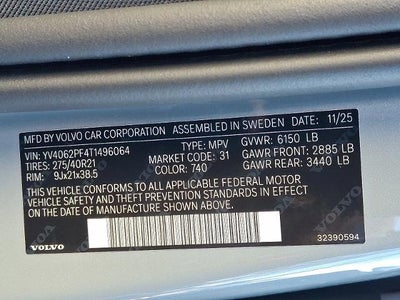 MFD BY VOLVO CAR CORPORATION ASSEMBLED IN SWEDEN DATE 11/25
VIN: YV4062PF4T1496064 TYPE: MPV GVWR: 6150 LB
TIRES: 275/40R21 MARKET: 31 GAWR FRONT: 2885 LB
RIM: 9Jx21x38,5 COLOR: 740 GAWR REAR: 3440 LB
THIS VEHICLE CONFORMS TO ALL APPLICABLE U.S FEDERAL MOTOR
VEHICLE SAFETY AND THEFT PREVENTION STANDARDS IN EFFECT
ON THE DATE OF MANUFACTURE SHOWN ABOVE
VOLVO
32390594